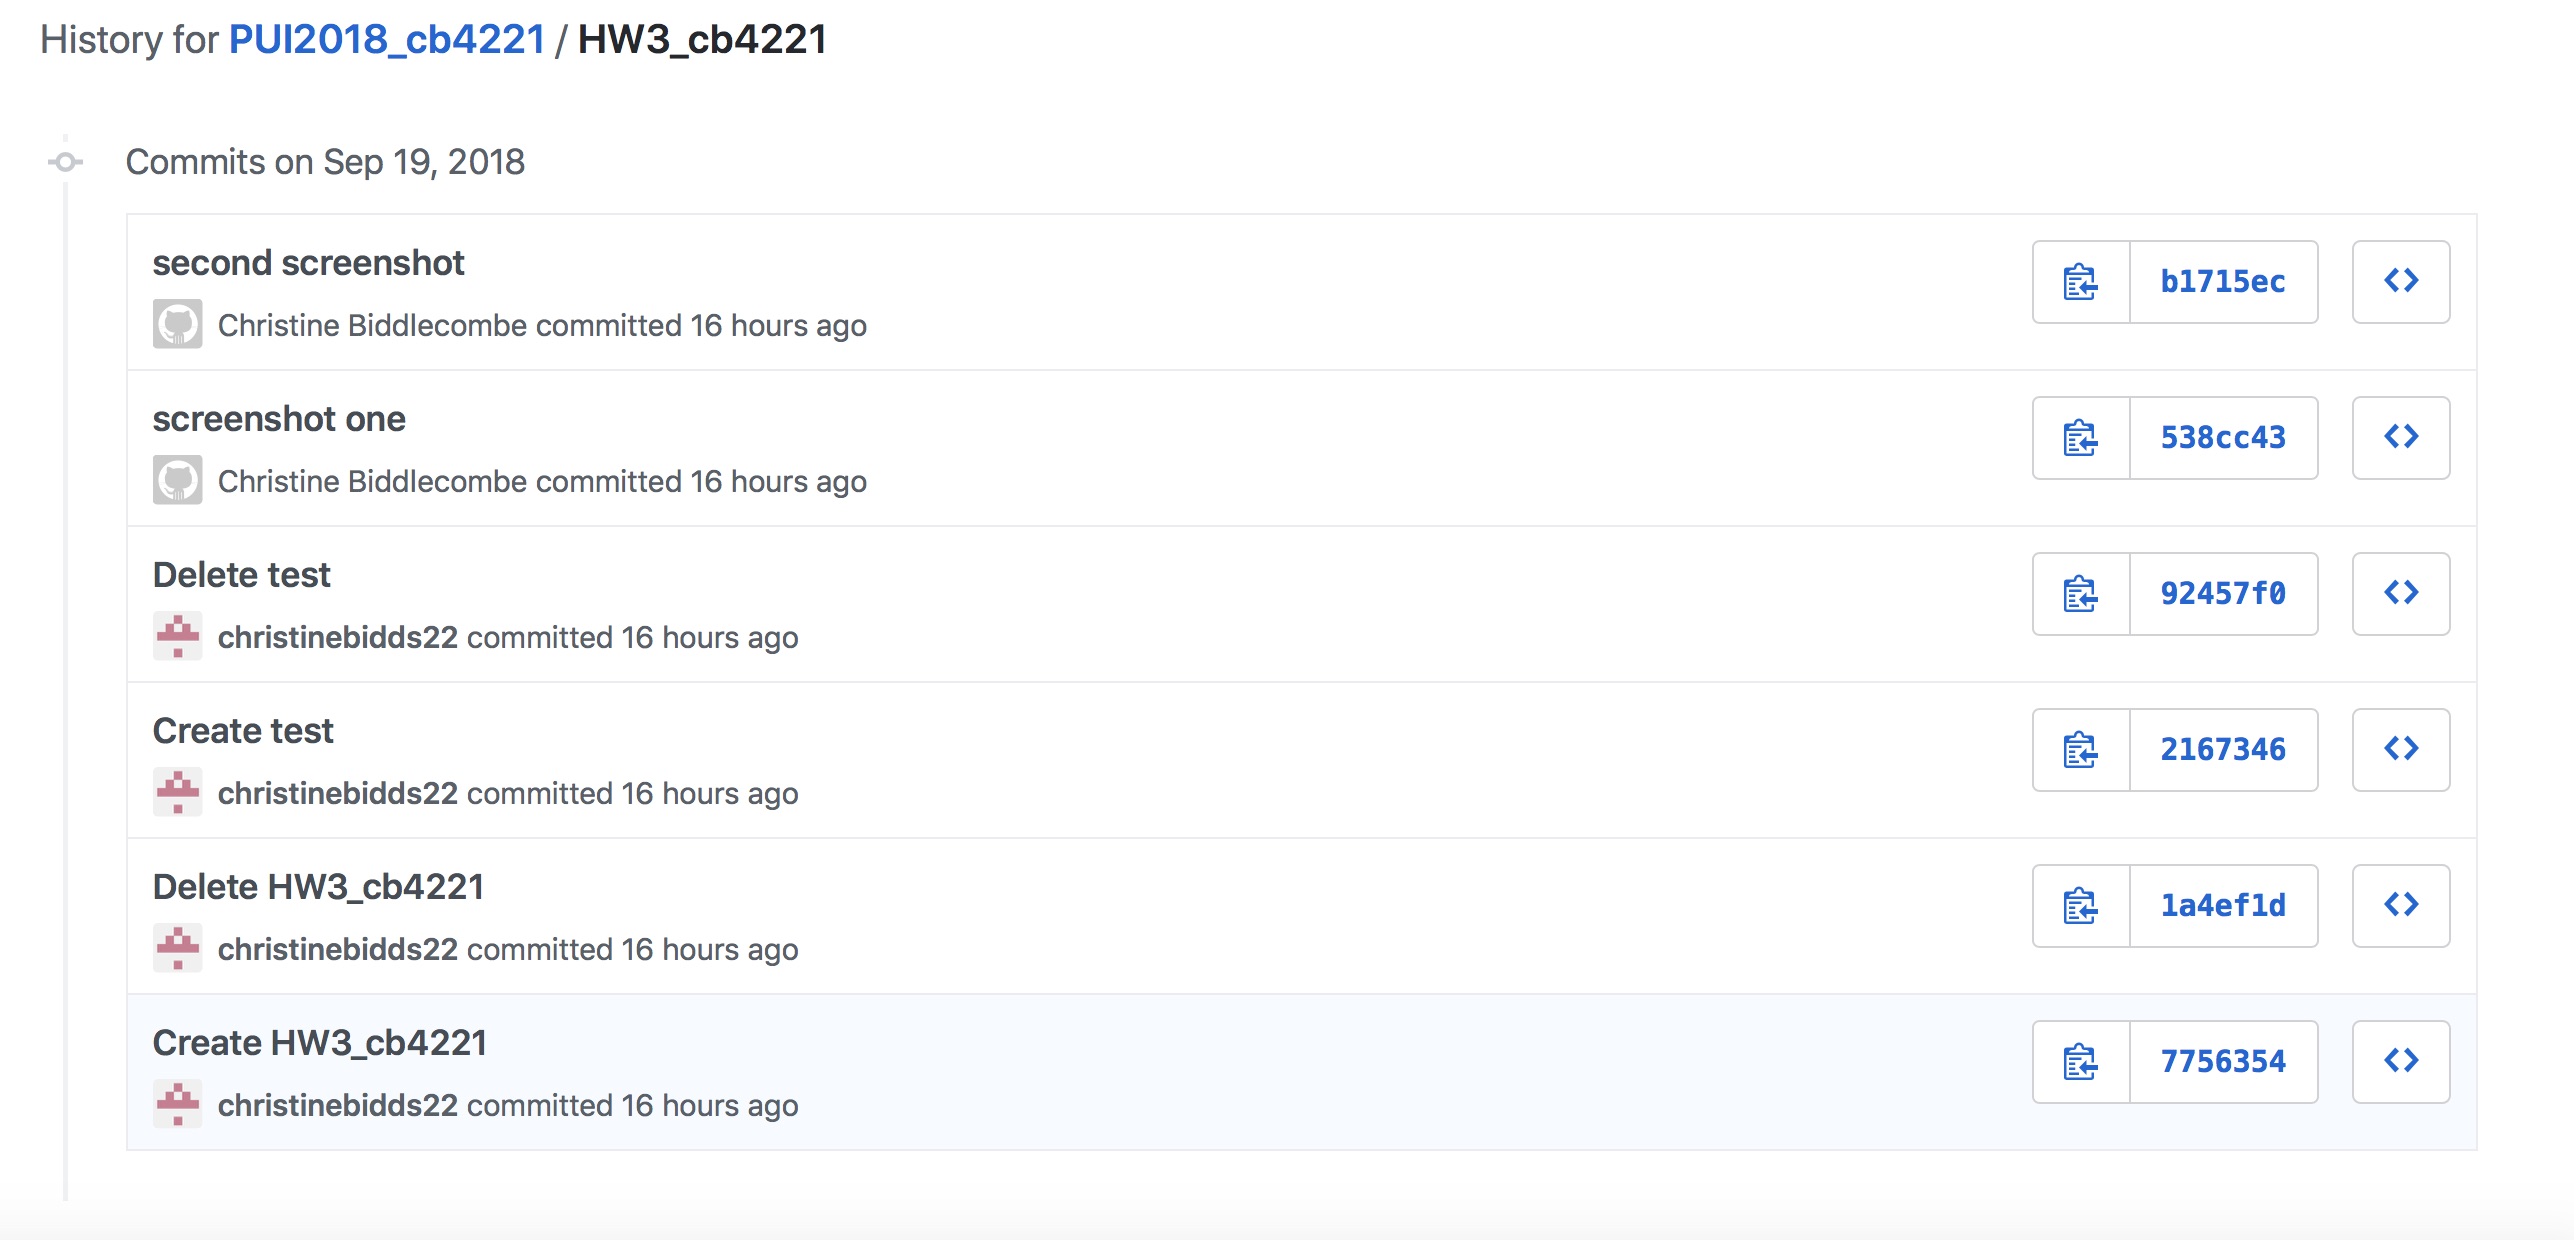 History for PUI2018_cb4221 / HW3_cb4221
Commits on Sep 19, 2018
second screenshot
Christine Biddlecombe committed 16 hours ago
b1715ec
screenshot one
Christine Biddlecombe committed 16 hours ago
538cc43
Delete test
christinebidds22 committed 16 hours ago
92457f0
Create test
christinebidds22 committed 16 hours ago
2167346
Delete HW3_cb4221
christinebidds22 committed 16 hours ago
1a4ef1d
Create HW3_cb4221
christinebidds22 committed 16 hours ago
7756354